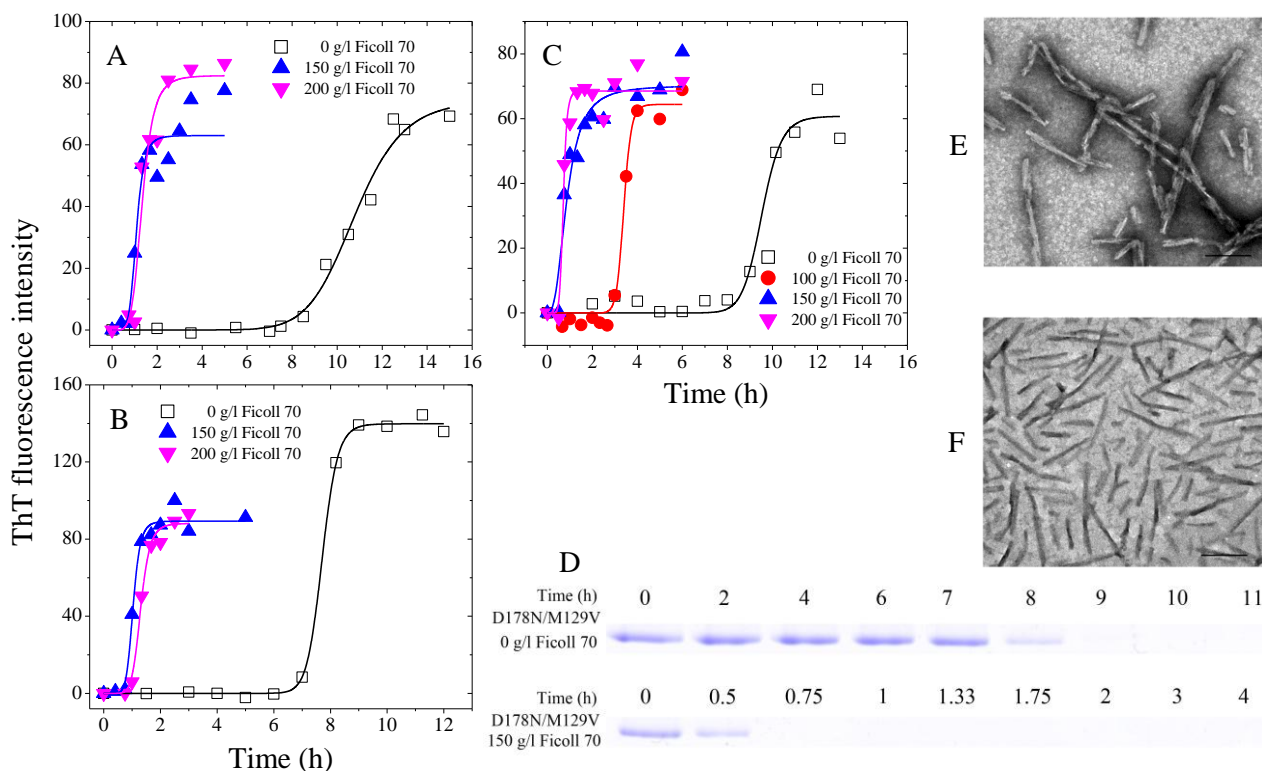 ThT fluorescence intensity
A
100
80
60
40
20
0
0 g/l Ficoll 70
150 g/l Ficoll 70
200 g/l Ficoll 70
0 2 4 6 8 10 12 14 16
B
160
120
80
40
0
0 g/l Ficoll 70
150 g/l Ficoll 70
200 g/l Ficoll 70
0 2 4 6 8 10 12
Time (h)
C
80
60
40
20
0
0 g/l Ficoll 70
100 g/l Ficoll 70
150 g/l Ficoll 70
200 g/l Ficoll 70
0 2 4 6 8 10 12 14 16
Time (h)
D
Time (h) 0 2 4 6 7 8 9 10 11
D178N/M129V
0 g/l Ficoll 70
Time (h) 0 0.5 0.75 1 1.33 1.75 2 3 4
D178N/M129V
150 g/l Ficoll 70
E
F